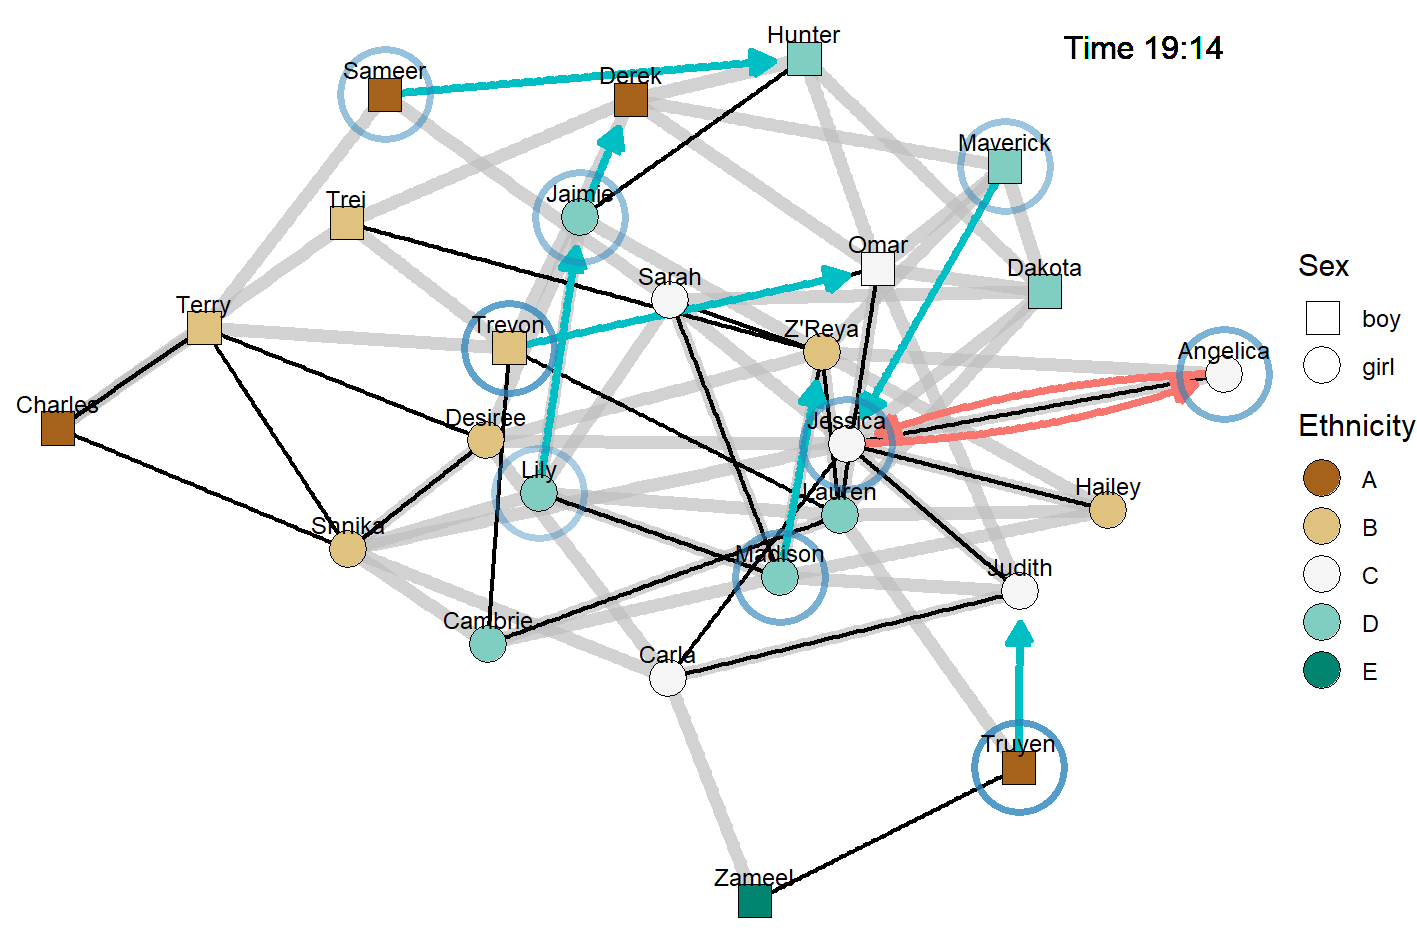 Hunter
Time 19:14
Sameer
Derek
Maverick
Trei
Jaimie
Omar
Sarah
Dakota
Sex
Terry
Trevon
Z'Reya
boy
Angelica
girl
Charles
Desiree
Jessica
Ethnicity
Lily
Lauren
Hailey
A
Shnika
B
Madison
Judith
C
Cambrie
D
Carla
E
Truyen
Zameel